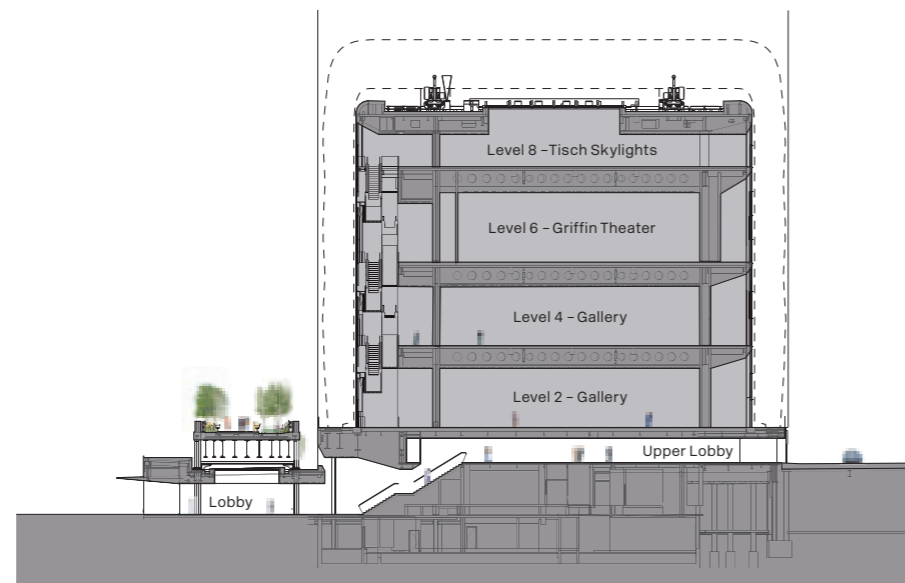 Level 8 –Tisch Skylights
Level 6 – Griffin Theater
Level 4 – Gallery
Level 2 – Gallery
Upper Lobby
Lobby